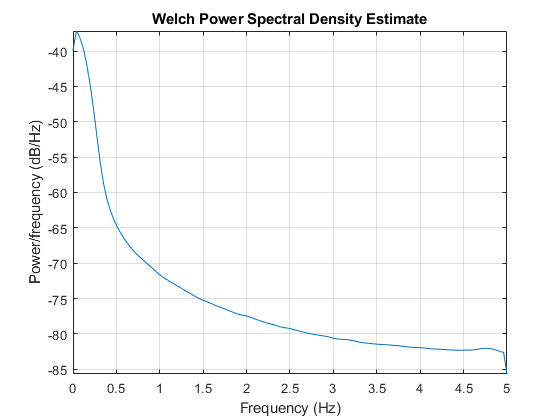 Welch Power Spectral Density Estimate
Power/frequency (dB/Hz)
-40
-45
-50
-55
-60
-65
-70
-75
-80
-85
0 0.5 1 1.5 2 2.5 3 3.5 4 4.5 5
Frequency (Hz)